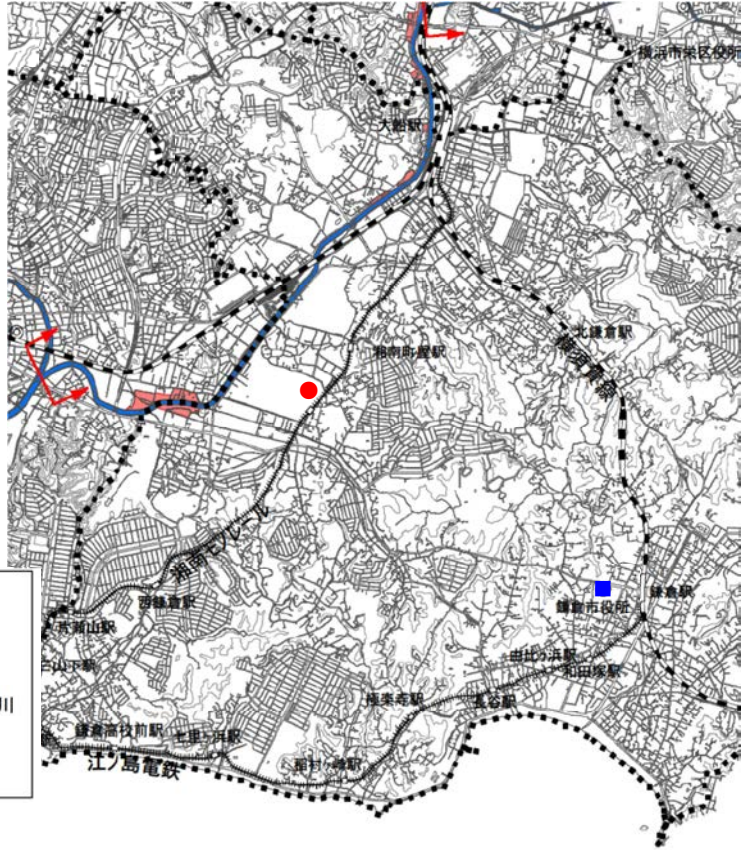 横浜市栄区役所
大船駅
北鎌倉駅
湘南町屋駅
横須賀線
湘南モノレール
西鎌倉駅
鎌倉市役所
鎌倉駅
片瀬山駅
由比ヶ浜駅
和田塚駅
山下駅
極楽寺駅
長谷駅
川
鎌倉高校前駅
七里ヶ浜駅
稲村ヶ崎駅
江ノ島電鉄